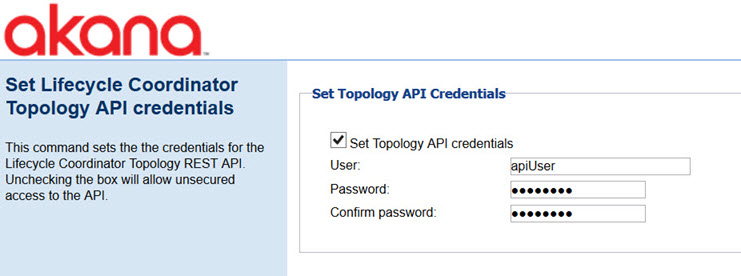 akana
Set Lifecycle Coordinator
Topology API credentials
This command sets the the credentials for the
Lifecycle Coordinator Topology REST API.
Unchecking the box will allow unsecured
access to the API.
Set Topology API Credentials
Set Topology API credentials
User: apiUser
Password: ●●●●●●●●
Confirm password: ●●●●●●●●